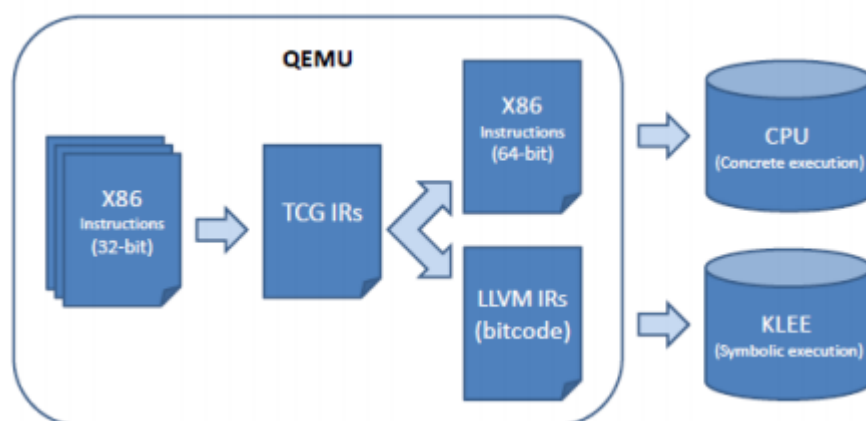 QEMU
X86
Instructions
(32-bit)
TCG IRs
X86
Instructions
(64-bit)
LLVM IRs
(bitcode)
CPU
(Concrete execution)
KLEE
(Symbolic execution)